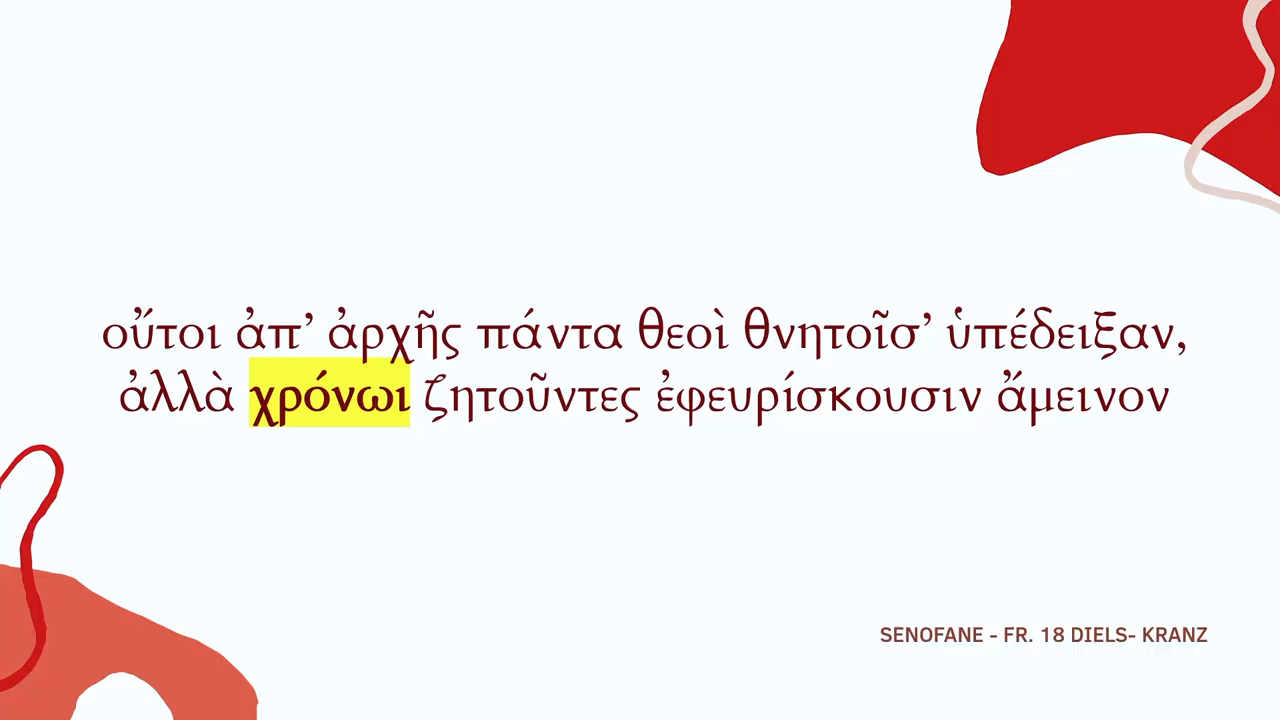 οὔτοι ἀπ’ ἀρχῆς πάντα θεοὶ θνητοῖσ’ ὑπέδειξαν,
ἀλλὰ χρόνωι ζητοῦντες ἐφευρίσκουσιν ἄμεινον
SENOFANE - FR. 18 DIELS- KRANZ